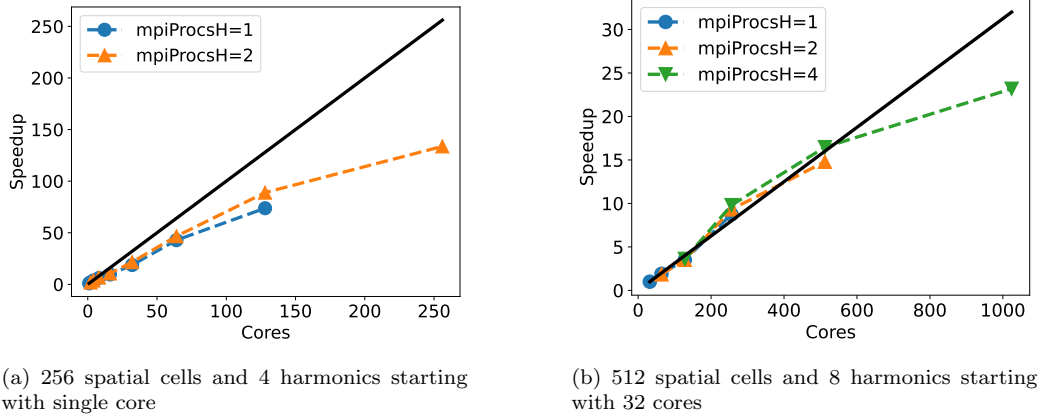 250
200
150
100
50
0
Speedup
mpiProcsH=1
mpiProcsH=2
0 50 100 150 200 250
Cores
(a) 256 spatial cells and 4 harmonics starting
with single core
30
25
20
15
10
5
0
Speedup
mpiProcsH=1
mpiProcsH=2
mpiProcsH=4
0 200 400 600 800 1000
Cores
(b) 512 spatial cells and 8 harmonics starting
with 32 cores